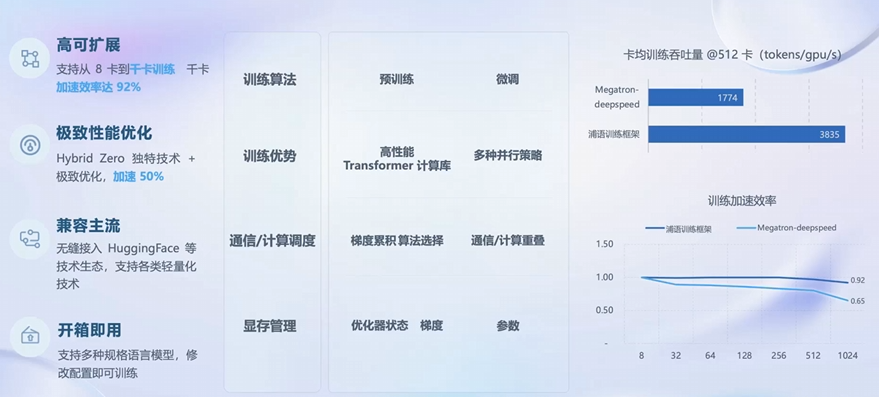 高可扩展
支持从 8 卡到千卡训练 千卡
加速效率达 92%
极致性能优化
Hybrid Zero 独特技术 +
极致优化，加速 50%
兼容主流
无缝接入 HuggingFace 等
技术生态，支持各类轻量化
技术
开箱即用
支持多种规格语言模型，修
改配置即可训练
训练算法
预训练
微调
训练优势
高性能
Transformer 计算库
多种并行策略
通信/计算调度
梯度累积 算法选择
通信/计算重叠
显存管理
优化器状态 梯度
参数
卡均训练吞吐量 @512 卡（tokens/gpu/s）
Megatron-
deepspeed
1774
浦语训练框架
3835
训练加速效率
浦语训练框架
Megatron-deepspeed
1.50
1.00
0.50
-
0.92
0.65
8 32 64 128 256 512 1024